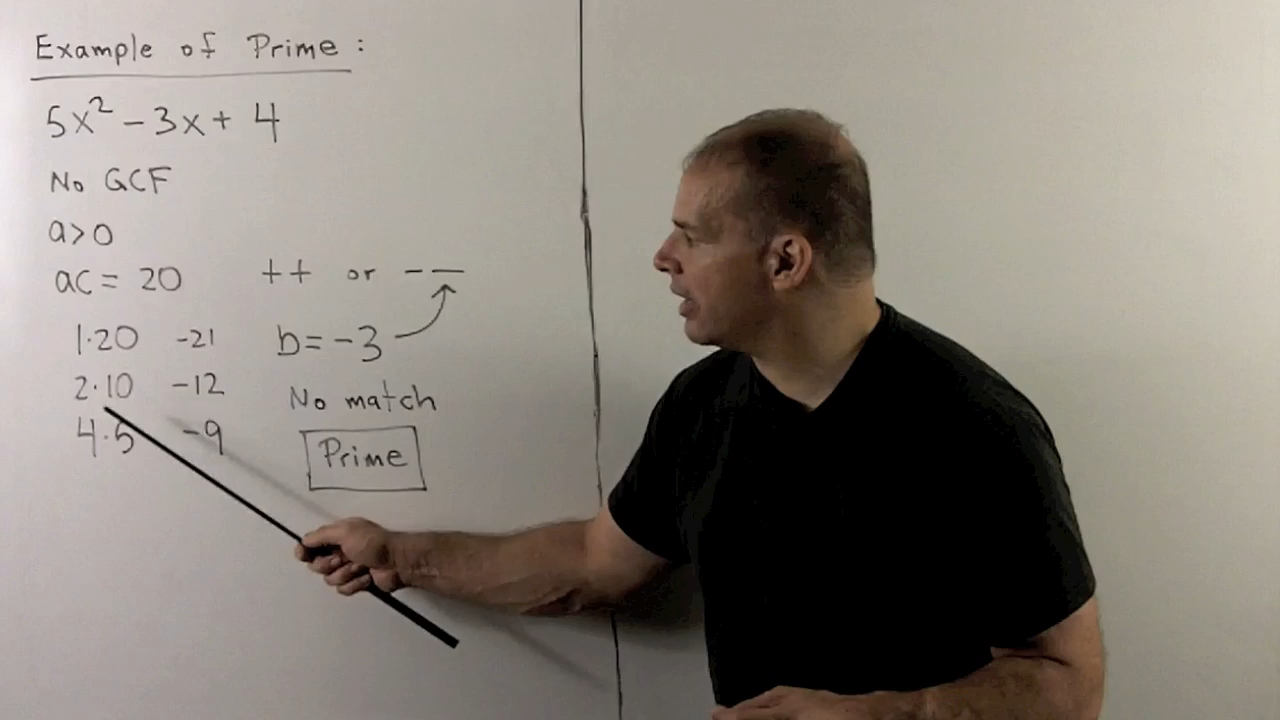 Example of Prime :
5x² - 3x + 4
No GCF
a>0
ac = 20    ++ or --
1·20  -21    b = -3
2·10  -12    No match
4·5  -9    Prime